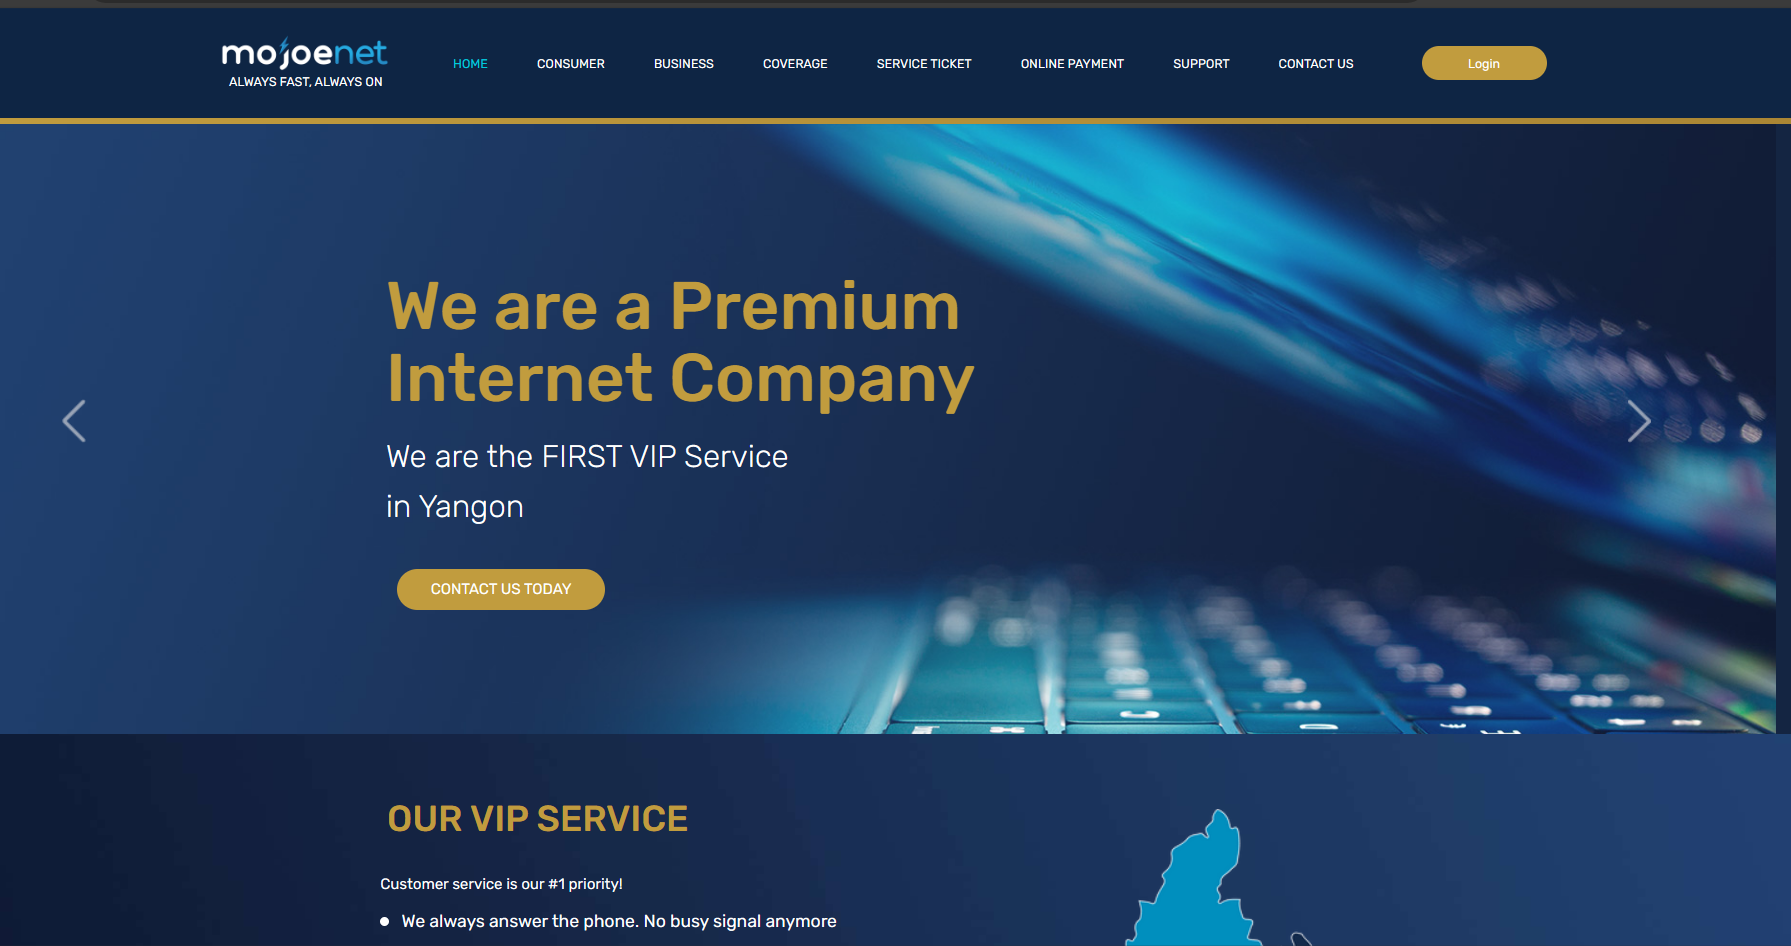 mojoenet
ALWAYS FAST, ALWAYS ON
HOME
CONSUMER
BUSINESS
COVERAGE
SERVICE TICKET
ONLINE PAYMENT
SUPPORT
CONTACT US
Login
We are a Premium
Internet Company
We are the FIRST VIP Service
in Yangon
CONTACT US TODAY
OUR VIP SERVICE
Customer service is our #1 priority!
We always answer the phone. No busy signal anymore